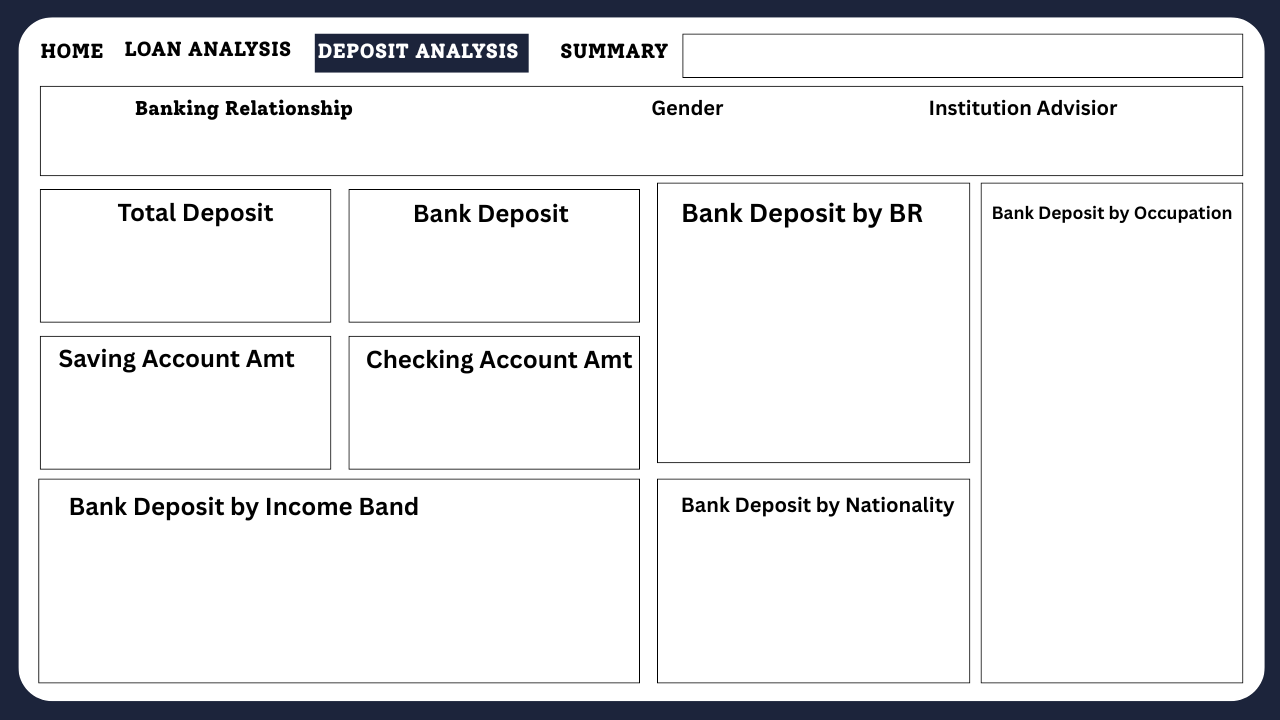 HOME LOAN ANALYSIS DEPOSIT ANALYSIS SUMMARY
Banking Relationship Gender Institution Advisior
Total Deposit Bank Deposit Bank Deposit by BR Bank Deposit by Occupation
Saving Account Amt Checking Account Amt
Bank Deposit by Income Band Bank Deposit by Nationality